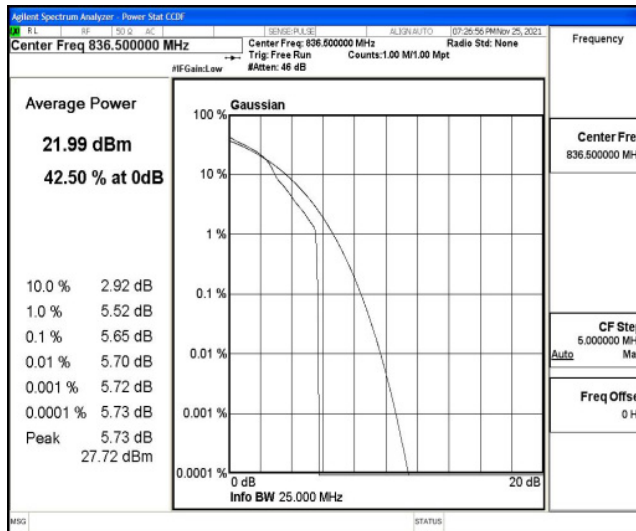 Agilent Spectrum Analyzer - Power Stat CCDF
RL RF 50 Ω AC SENSE:PULSE ALIGN AUTO 07:26:56 PM Nov 25, 2021
Center Freq 836.500000 MHz
Center Freq: 836.500000 MHz Radio Std: None
Trig: Free Run Counts:1.00 M/1.00 Mpt
#IFGain:Low #Atten: 46 dB
Frequency
Average Power
21.99 dBm
42.50 % at 0dB
10.0 % 2.92 dB
1.0 % 5.52 dB
0.1 % 5.65 dB
0.01 % 5.70 dB
0.001 % 5.72 dB
0.0001 % 5.73 dB
Peak 5.73 dB
27.72 dBm
Gaussian
100 %
10 %
1 %
0.1 %
0.01 %
0.001 %
0.0001 %
0 dB 20 dB
Info BW 25.000 MHz
Center Fre
836.500000 MH
CF Ste
5.000000 MH
Auto Ma
Freq Offse
0 H
MSG STATUS